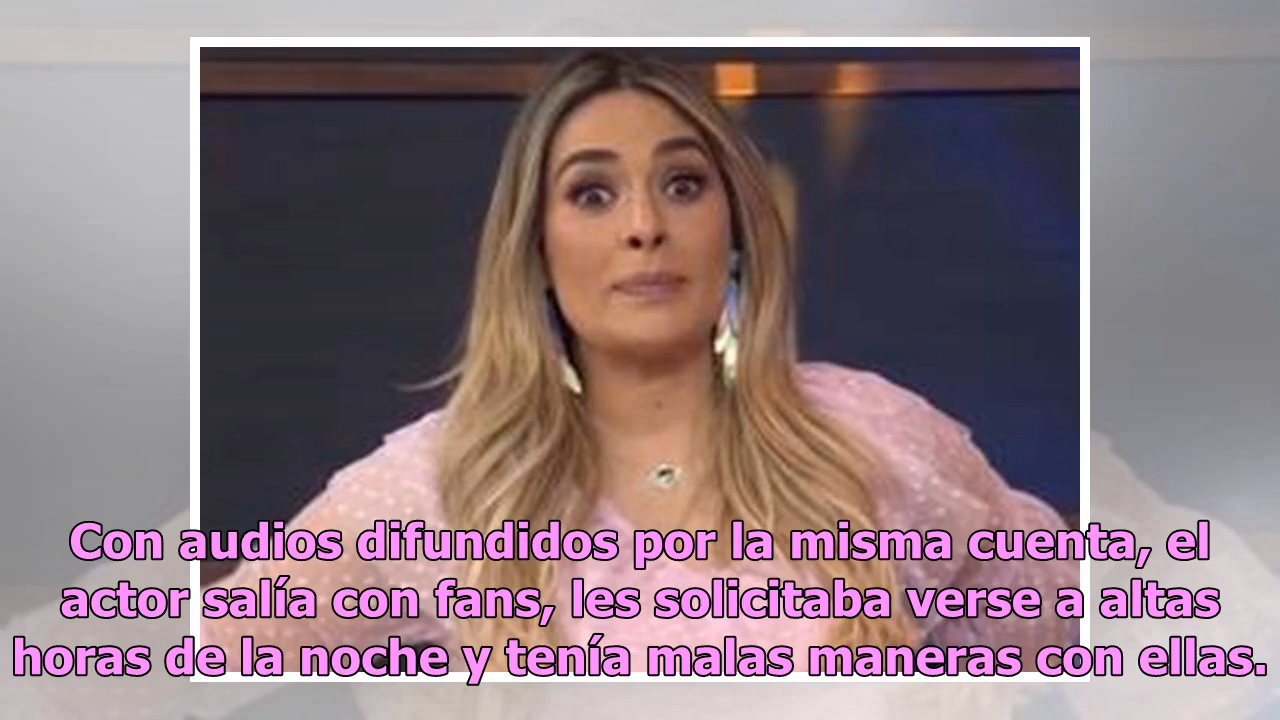 Con audios difundidos por la misma cuenta, el
actor salía con fans, les solicitaba verse a altas
horas de la noche y tenía malas maneras con ellas.